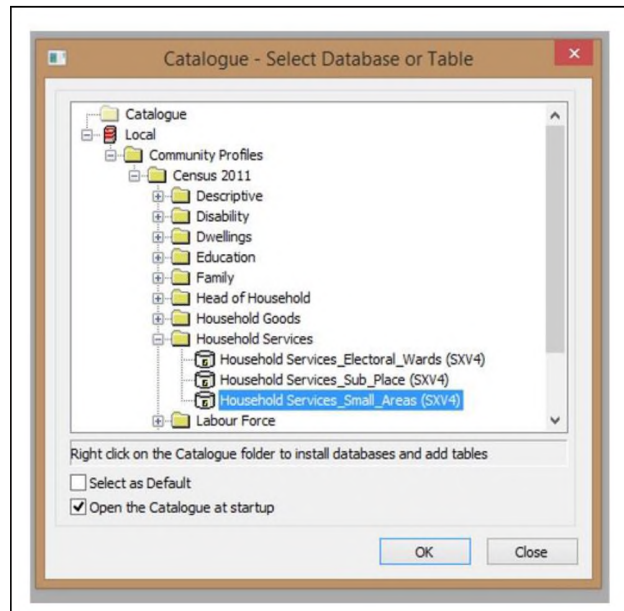 Catalogue - Select Database or Table
Catalogue
Local
Community Profiles
Census 2011
Descriptive
Disability
Dwellings
Education
Family
Head of Household
Household Goods
Household Services
Household Services_Electoral_Wards (SXV4)
Household Services_Sub_Place (SXV4)
Household Services_Small_Areas (SXV4)
Labour Force
Right click on the Catalogue folder to install databases and add tables
Select as Default
Open the Catalogue at startup
OK Close